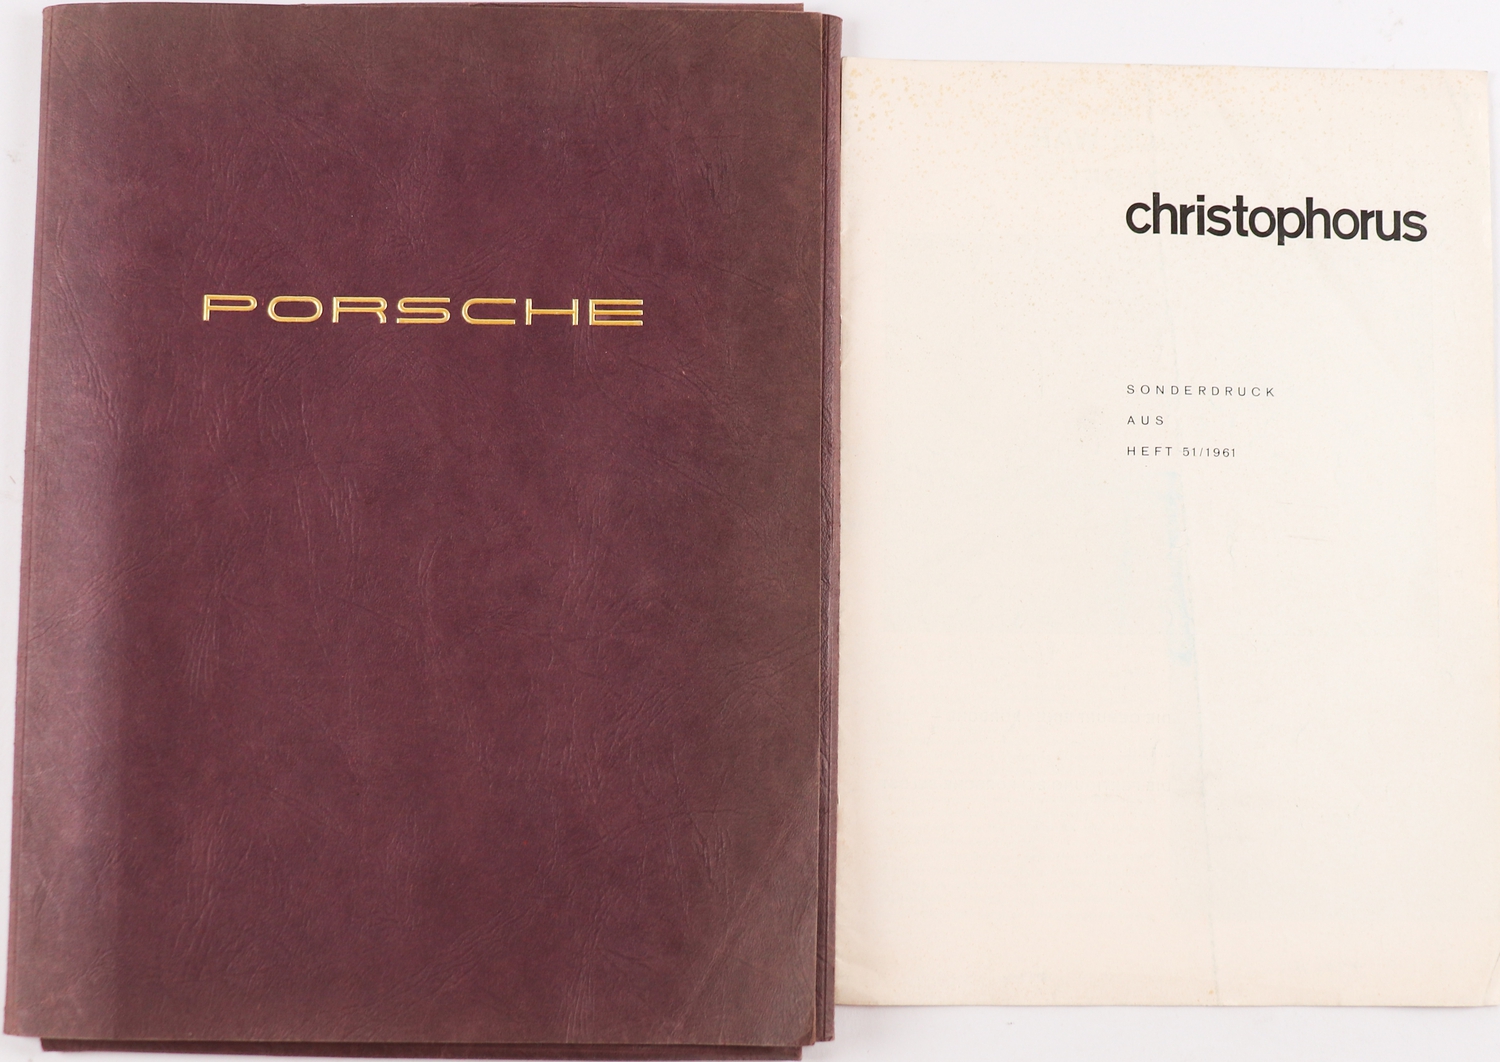 PORSCHE
christophorus
SONDERDRUCK
AUS
HEFT 51/1961